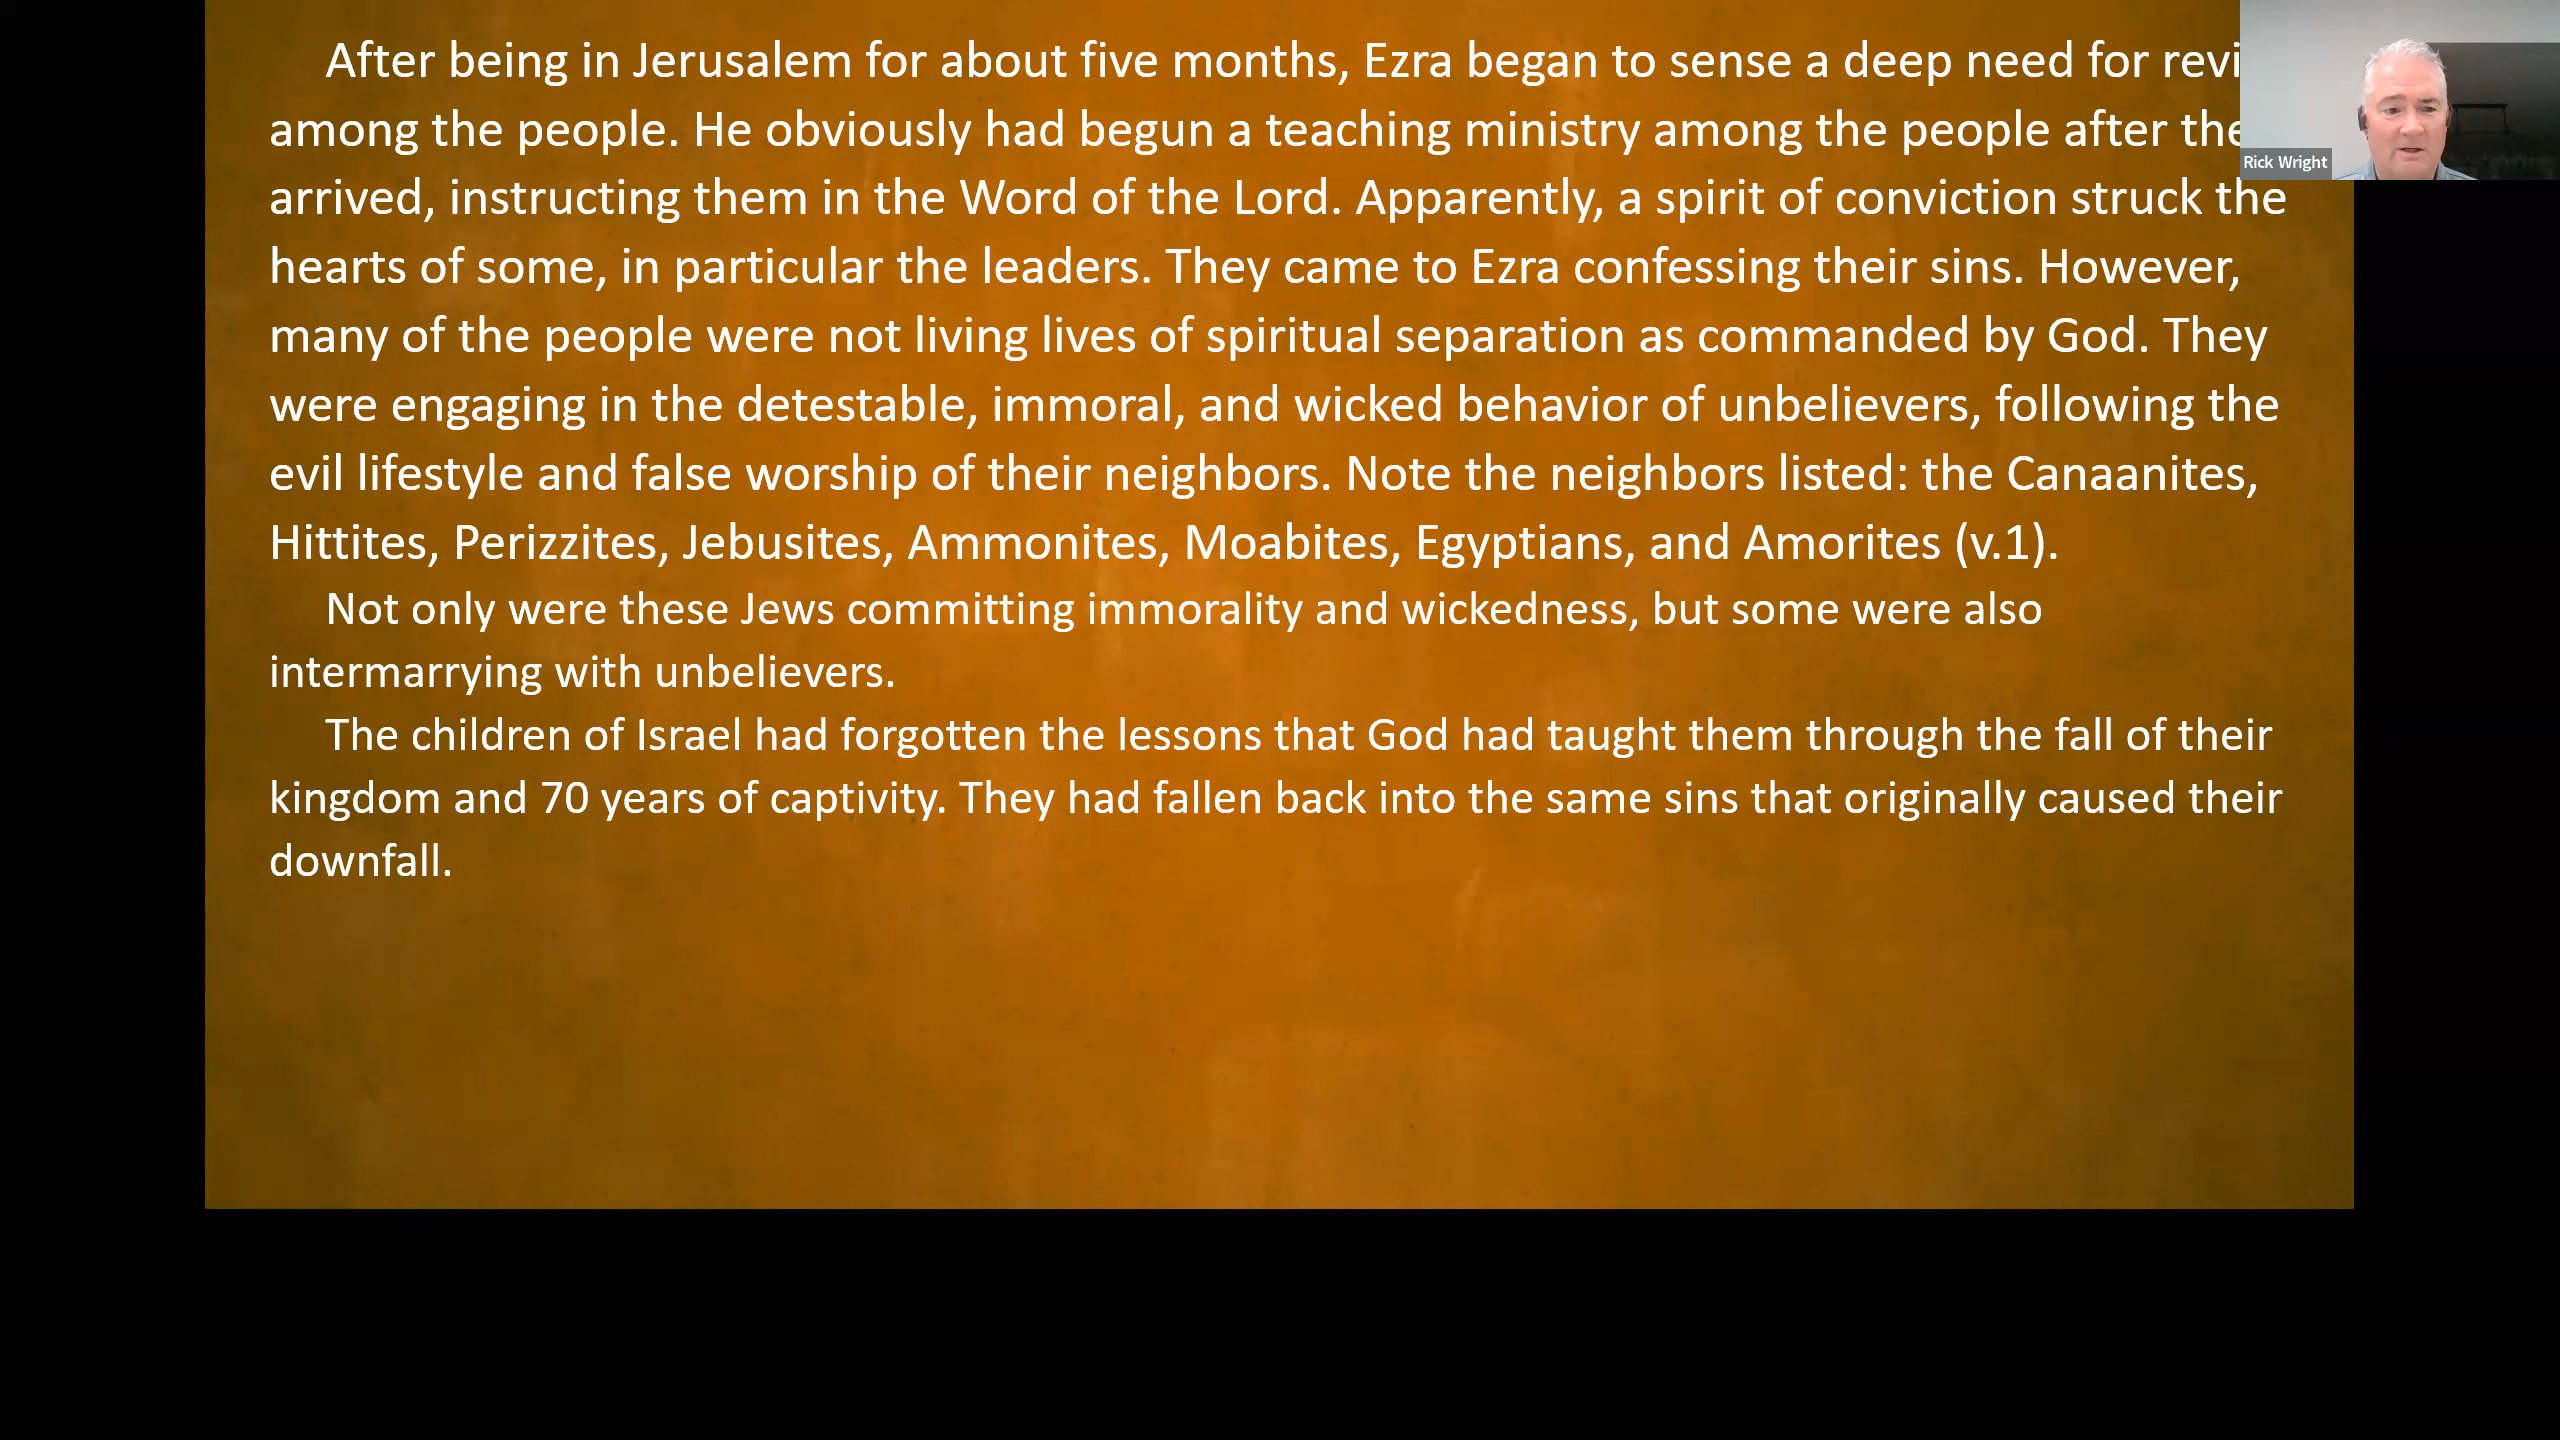 After being in Jerusalem for about five months, Ezra began to sense a deep need for revi
among the people. He obviously had begun a teaching ministry among the people after the
Rick Wright
arrived, instructing them in the Word of the Lord. Apparently, a spirit of conviction struck the
hearts of some, in particular the leaders. They came to Ezra confessing their sins. However,
many of the people were not living lives of spiritual separation as commanded by God. They
were engaging in the detestable, immoral, and wicked behavior of unbelievers, following the
evil lifestyle and false worship of their neighbors. Note the neighbors listed: the Canaanites,
Hittites, Perizzites, Jebusites, Ammonites, Moabites, Egyptians, and Amorites (v.1).
Not only were these Jews committing immorality and wickedness, but some were also
intermarrying with unbelievers.
The children of Israel had forgotten the lessons that God had taught them through the fall of their
kingdom and 70 years of captivity. They had fallen back into the same sins that originally caused their
downfall.